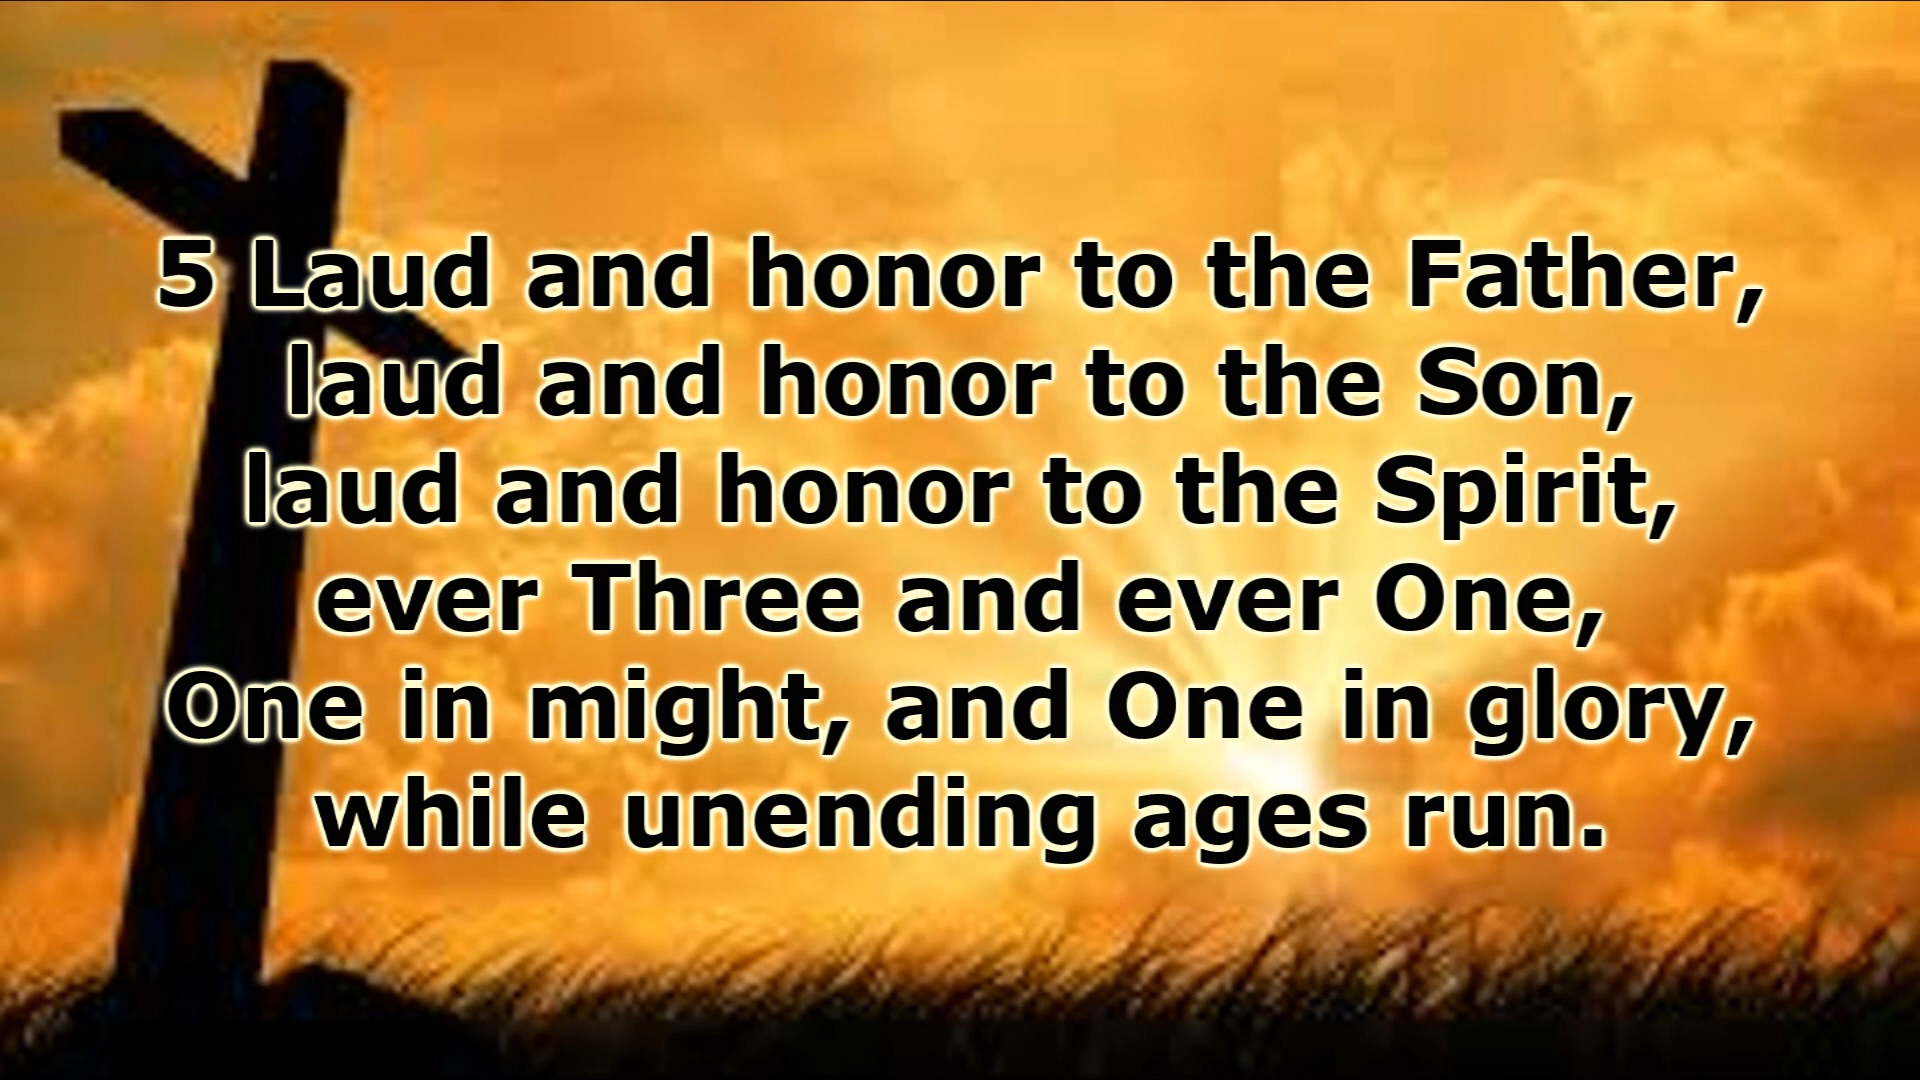 5 Laud and honor to the Father,
laud and honor to the Son,
laud and honor to the Spirit,
ever Three and ever One,
One in might, and One in glory,
while unending ages run.